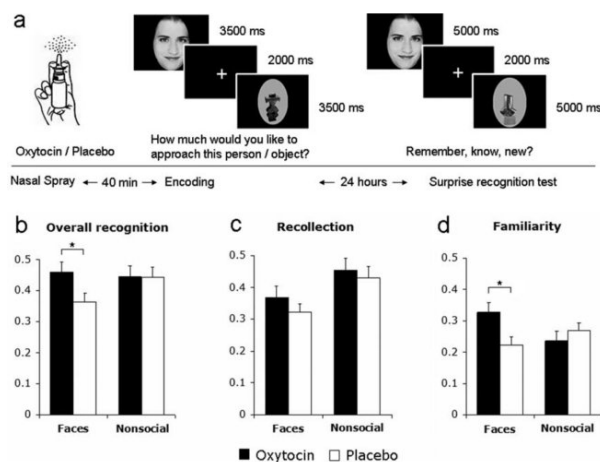 a
3500 ms
2000 ms
3500 ms
5000 ms
2000 ms
5000 ms
Oxytocin / Placebo
How much would you like to
approach this person / object?
Remember, know, new?
Nasal Spray ← 40 min → Encoding ← 24 hours → Surprise recognition test
b Overall recognition
*
0.5
0.4
0.3
0.2
0.1
0
Faces Nonsocial
c Recollection
0.5
0.4
0.3
0.2
0.1
0
Faces Nonsocial
d Familiarity
*
0.5
0.4
0.3
0.2
0.1
0
Faces Nonsocial
Oxytocin Placebo